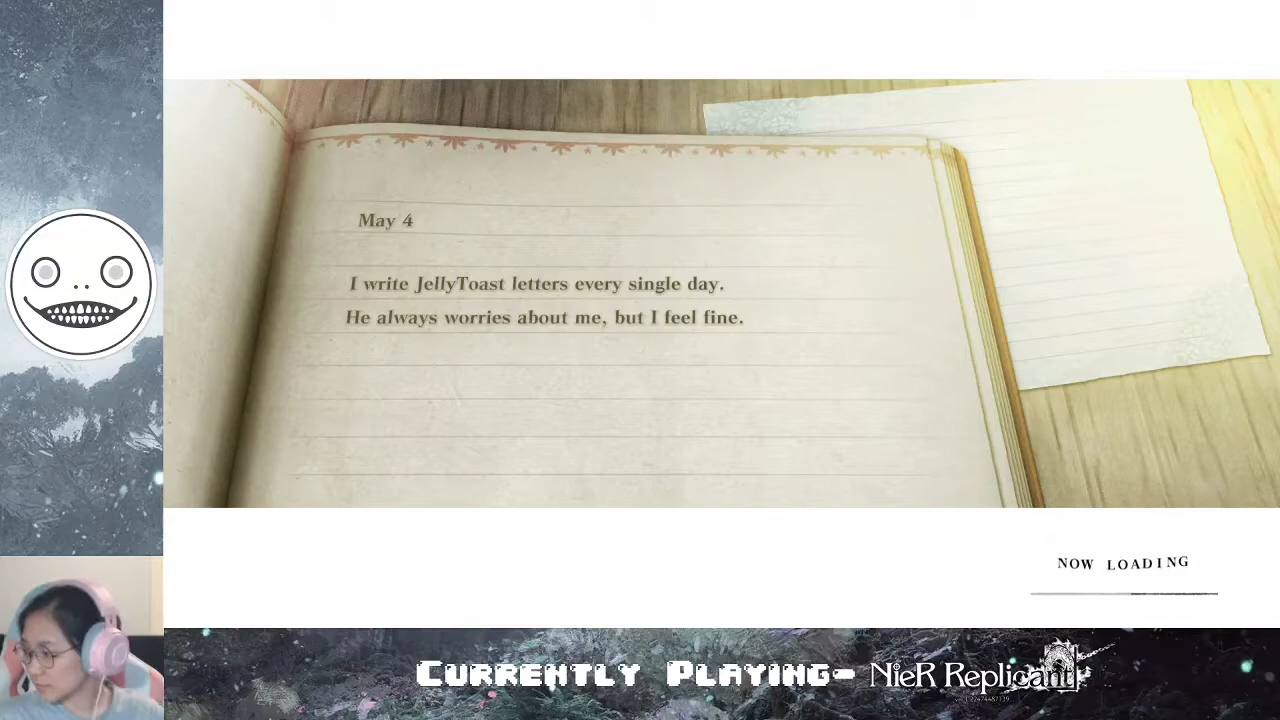 May 4
I write JellyToast letters every single day.
He always worries about me, but I feel fine.
NOW LOADING
CURRENTLY PLAYING- NieR Replicant